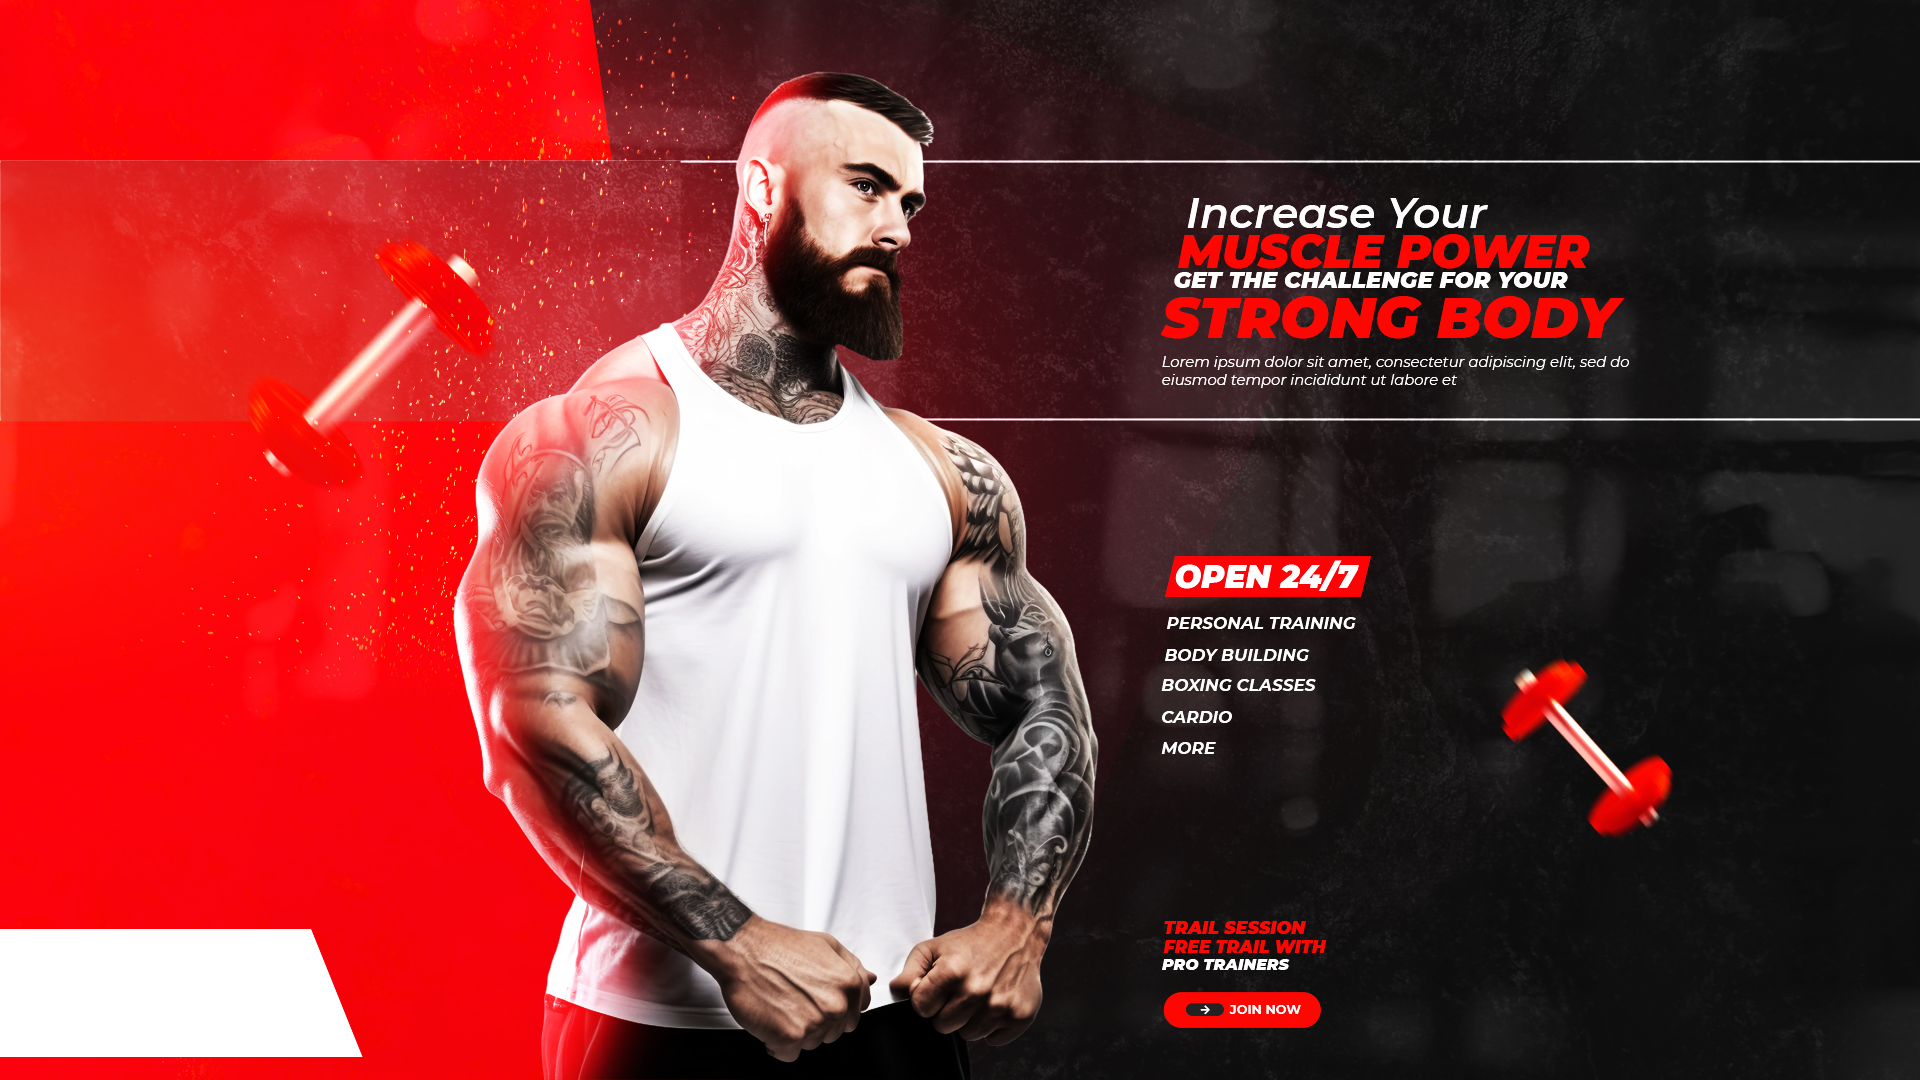 Increase Your
MUSCLE POWER
GET THE CHALLENGE FOR YOUR
STRONG BODY
Lorem ipsum dolor sit amet, consectetur adipiscing elit, sed do
eiusmod tempor incididunt ut labore et
OPEN 24/7
PERSONAL TRAINING
BODY BUILDING
BOXING CLASSES
CARDIO
MORE
TRAIL SESSION
FREE TRAIL WITH
PRO TRAINERS
JOIN NOW